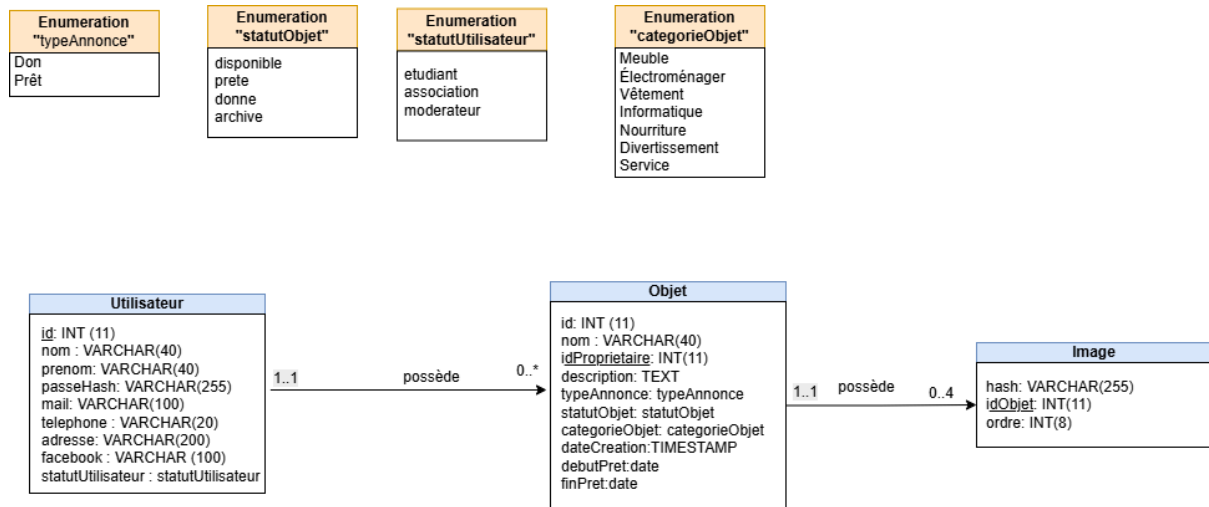 Enumeration
"typeAnnonce"
Don
Prêt
Enumeration
"statutObjet"
disponible
prete
donne
archive
Enumeration
"statutUtilisateur"
etudiant
association
moderateur
Enumeration
"categorieObjet"
Meuble
Électroménager
Vêtement
Informatique
Nourriture
Divertissement
Service
Utilisateur
id: INT (11)
nom : VARCHAR(40)
prenom: VARCHAR(40)
passeHash: VARCHAR(255)
mail: VARCHAR(100)
telephone : VARCHAR(20)
adresse: VARCHAR(200)
facebook : VARCHAR (100)
statutUtilisateur : statutUtilisateur
1..1
possède
0..*
Objet
id: INT (11)
nom : VARCHAR(40)
idProprietaire: INT(11)
description: TEXT
typeAnnonce: typeAnnonce
statutObjet: statutObjet
categorieObjet: categorieObjet
dateCreation:TIMESTAMP
debutPret:date
finPret:date
1..1
possède
0..4
Image
hash: VARCHAR(255)
idObjet: INT(11)
ordre: INT(8)